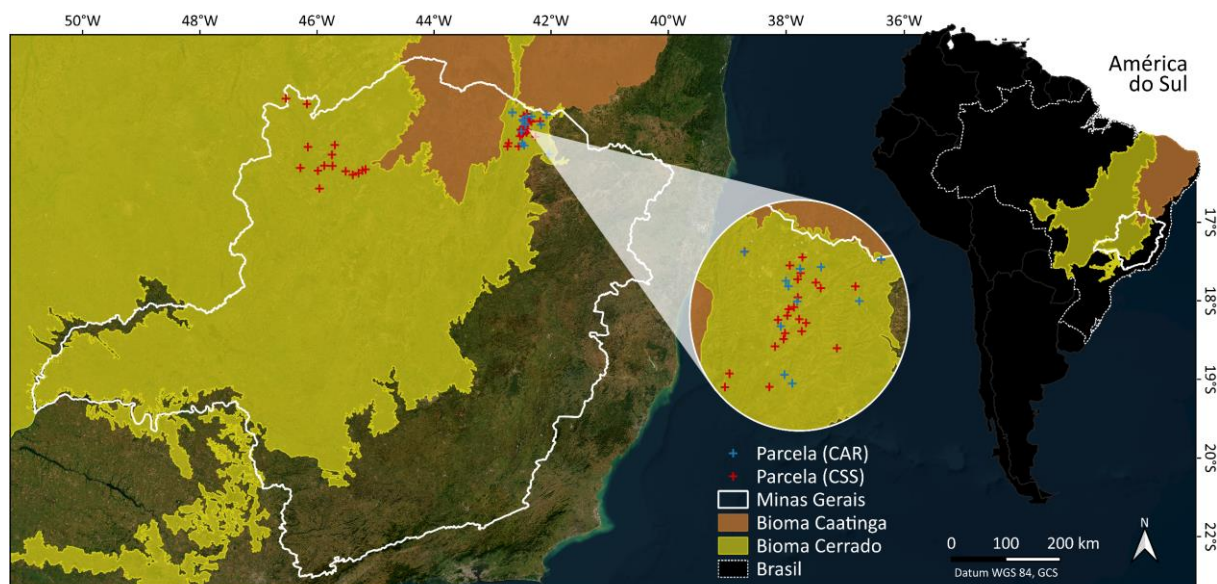 50°W 48°W 46°W 44°W 42°W 40°W 38°W 36°W
América
do Sul
17°S
18°S
19°S
20°S
21°S
22°S
Parcela (CAR)
Parcela (CSS)
Minas Gerais
Bioma Caatinga
Bioma Cerrado
Brasil
N
0 100 200 km
Datum WGS 84, GCS